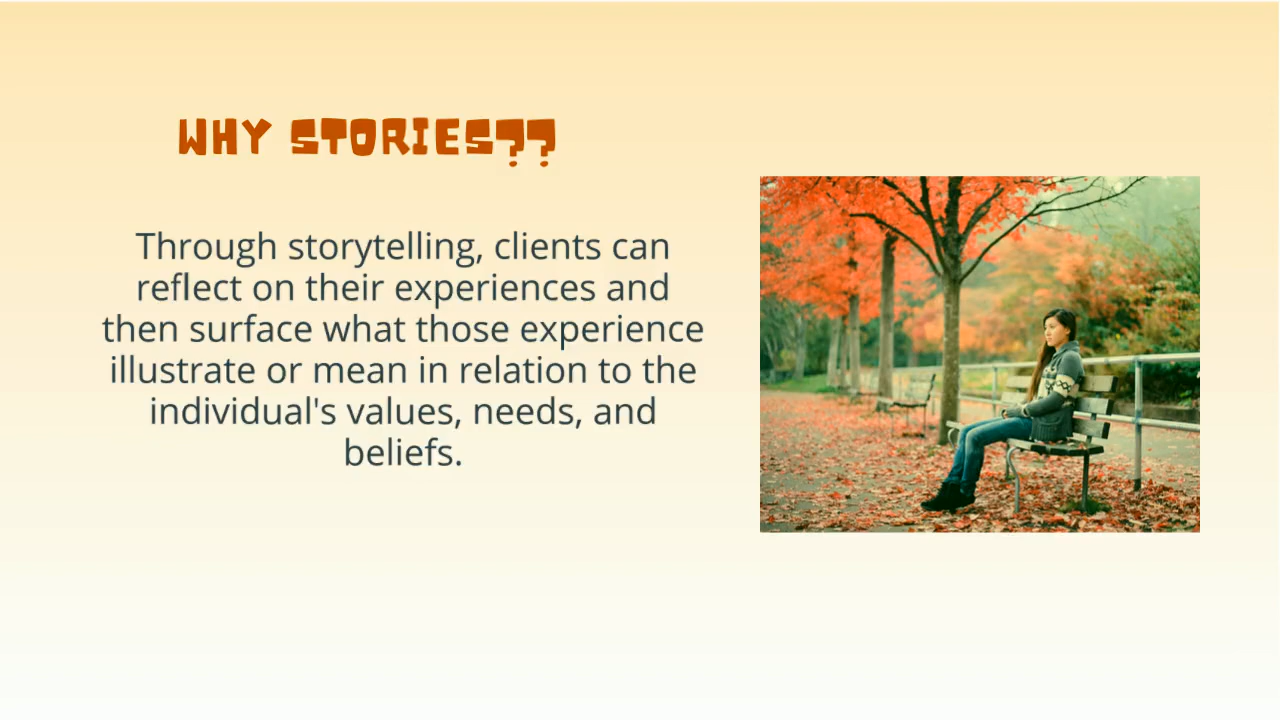 WHY STORIES??
Through storytelling, clients can
reflect on their experiences and
then surface what those experience
illustrate or mean in relation to the
individual's values, needs, and
beliefs.